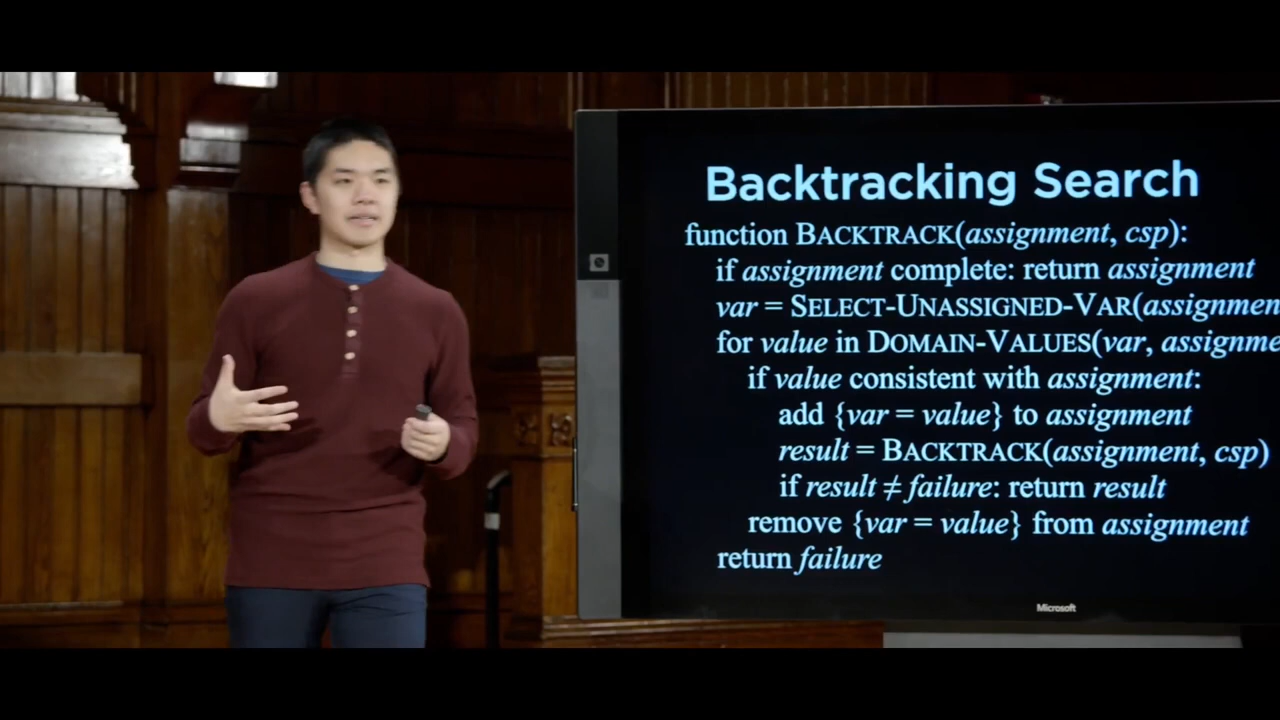 Backtracking Search
function BACKTRACK(assignment, csp):
if assignment complete: return assignment
var = SELECT-UNASSIGNED-VAR(assignmen
for value in DOMAIN-VALUES(var, assignme
if value consistent with assignment:
add {var = value} to assignment
result = BACKTRACK(assignment, csp)
if result ≠ failure: return result
remove {var = value} from assignment
return failure
Microsoft